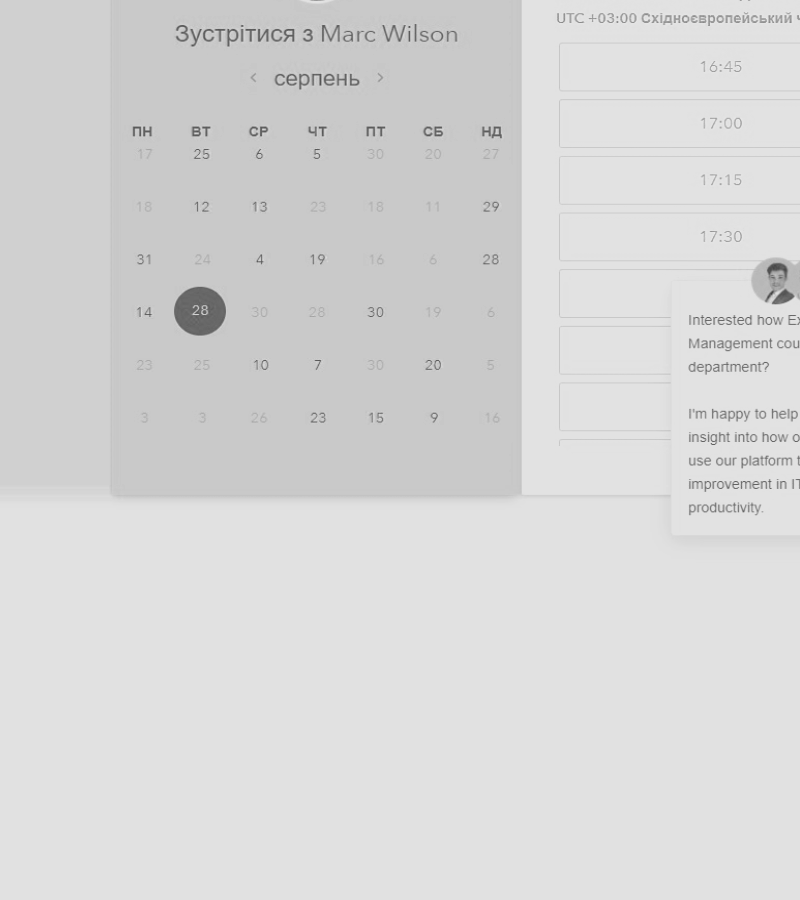 Зустрітися з Marc Wilson
серпень
ПН ВТ СР ЧТ ПТ СБ НД
17 25 6 5 30 20 27
18 12 13 23 18 11 29
31 24 4 19 16 6 28
14 28 30 28 30 19 6
23 25 10 7 30 20 5
3 3 26 23 15 9 16
UTC +03:00 Східноєвропейський
16:45
17:00
17:15
17:30
Interested how
Management
department?
I'm happy to help
insight into how
use our platform
improvement in IT
productivity.